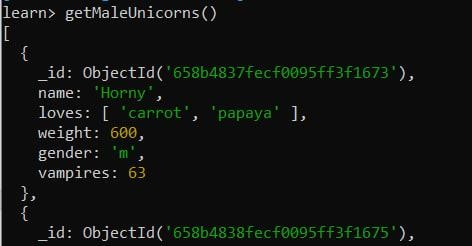 learn> getMaleUnicorns()
[
  {
    _id: ObjectId('658b4837fecf0095ff3f1673'),
    name: 'Horny',
    loves: [ 'carrot', 'papaya' ],
    weight: 600,
    gender: 'm',
    vampires: 63
  },
  {
    _id: ObjectId('658b4838fecf0095ff3f1675'),